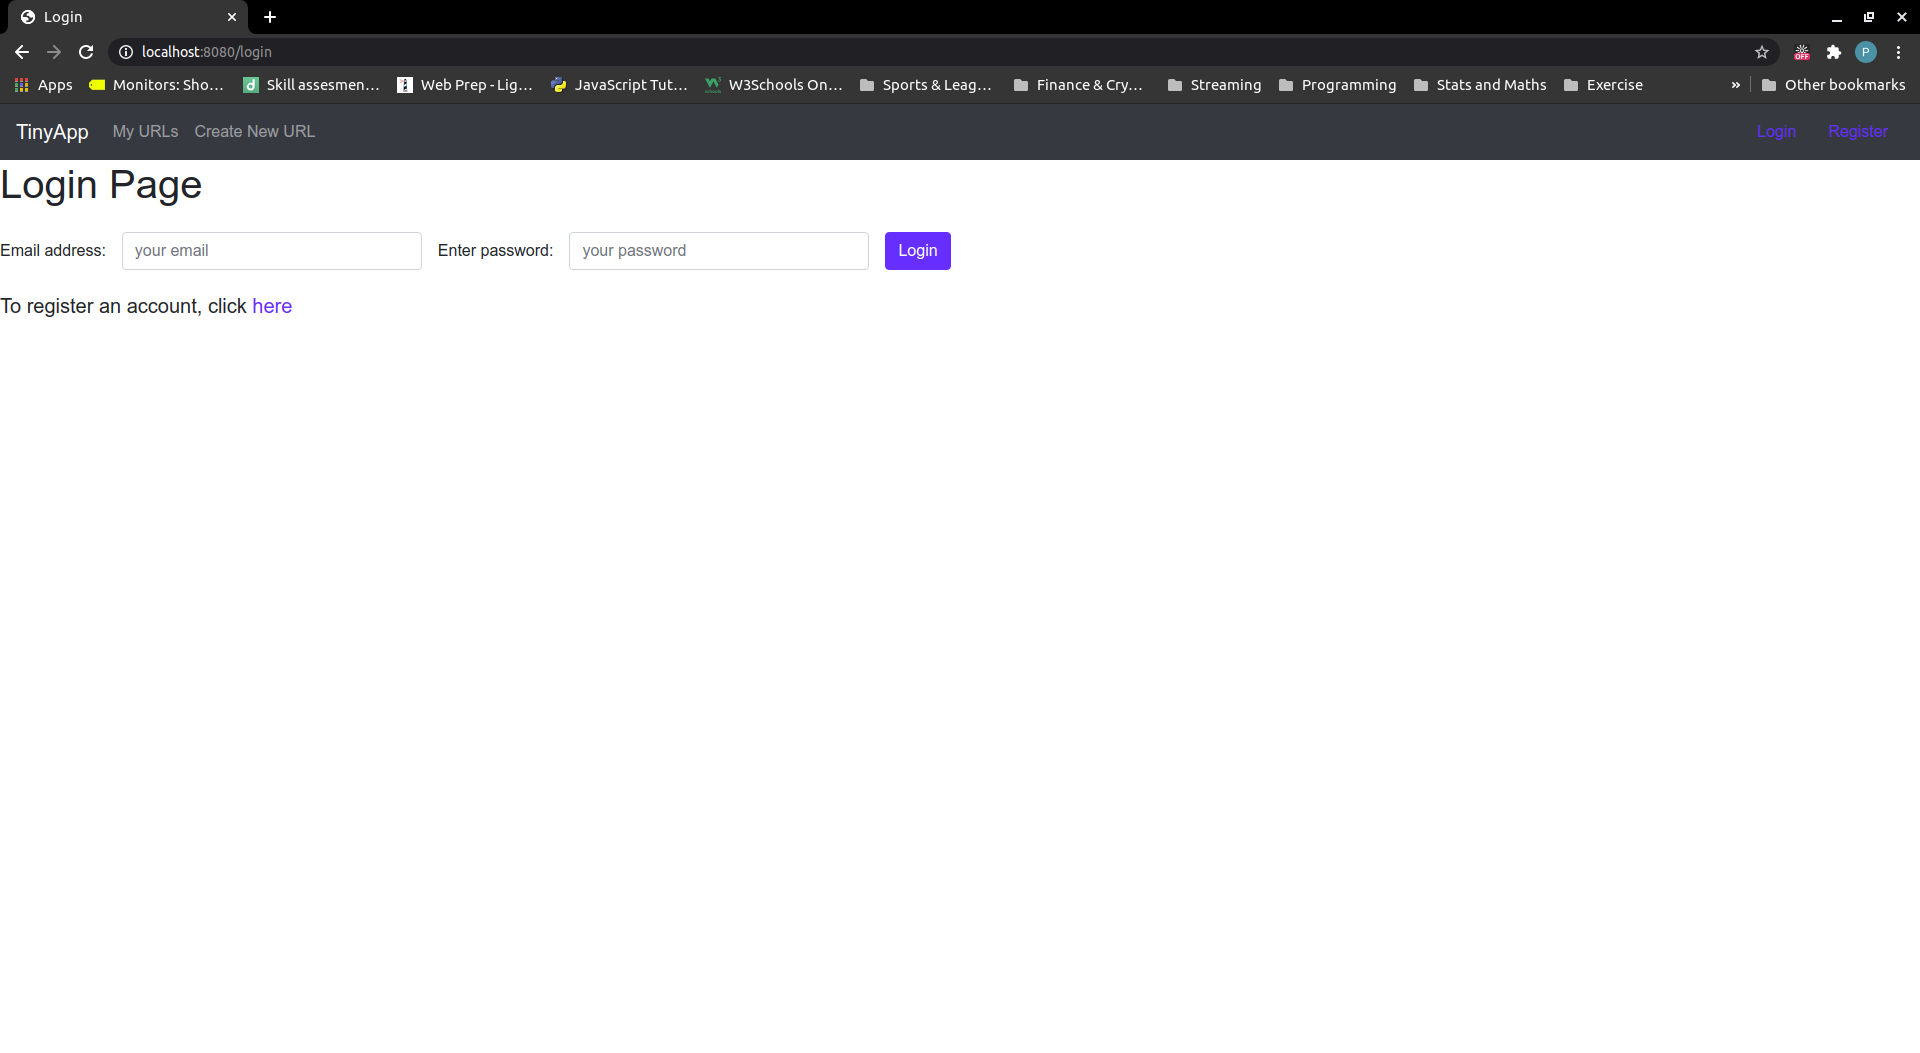 Login
localhost:8080/login
P
OFF
Apps Monitors: Sho... Skill assesmen... Web Prep - Lig... JavaScript Tut... W3Schools On... Sports & Leag... Finance & Cry... Streaming Programming Stats and Maths Exercise » Other bookmarks
TinyApp My URLs Create New URL Login Register
Login Page
Email address: your email Enter password: your password Login
To register an account, click here